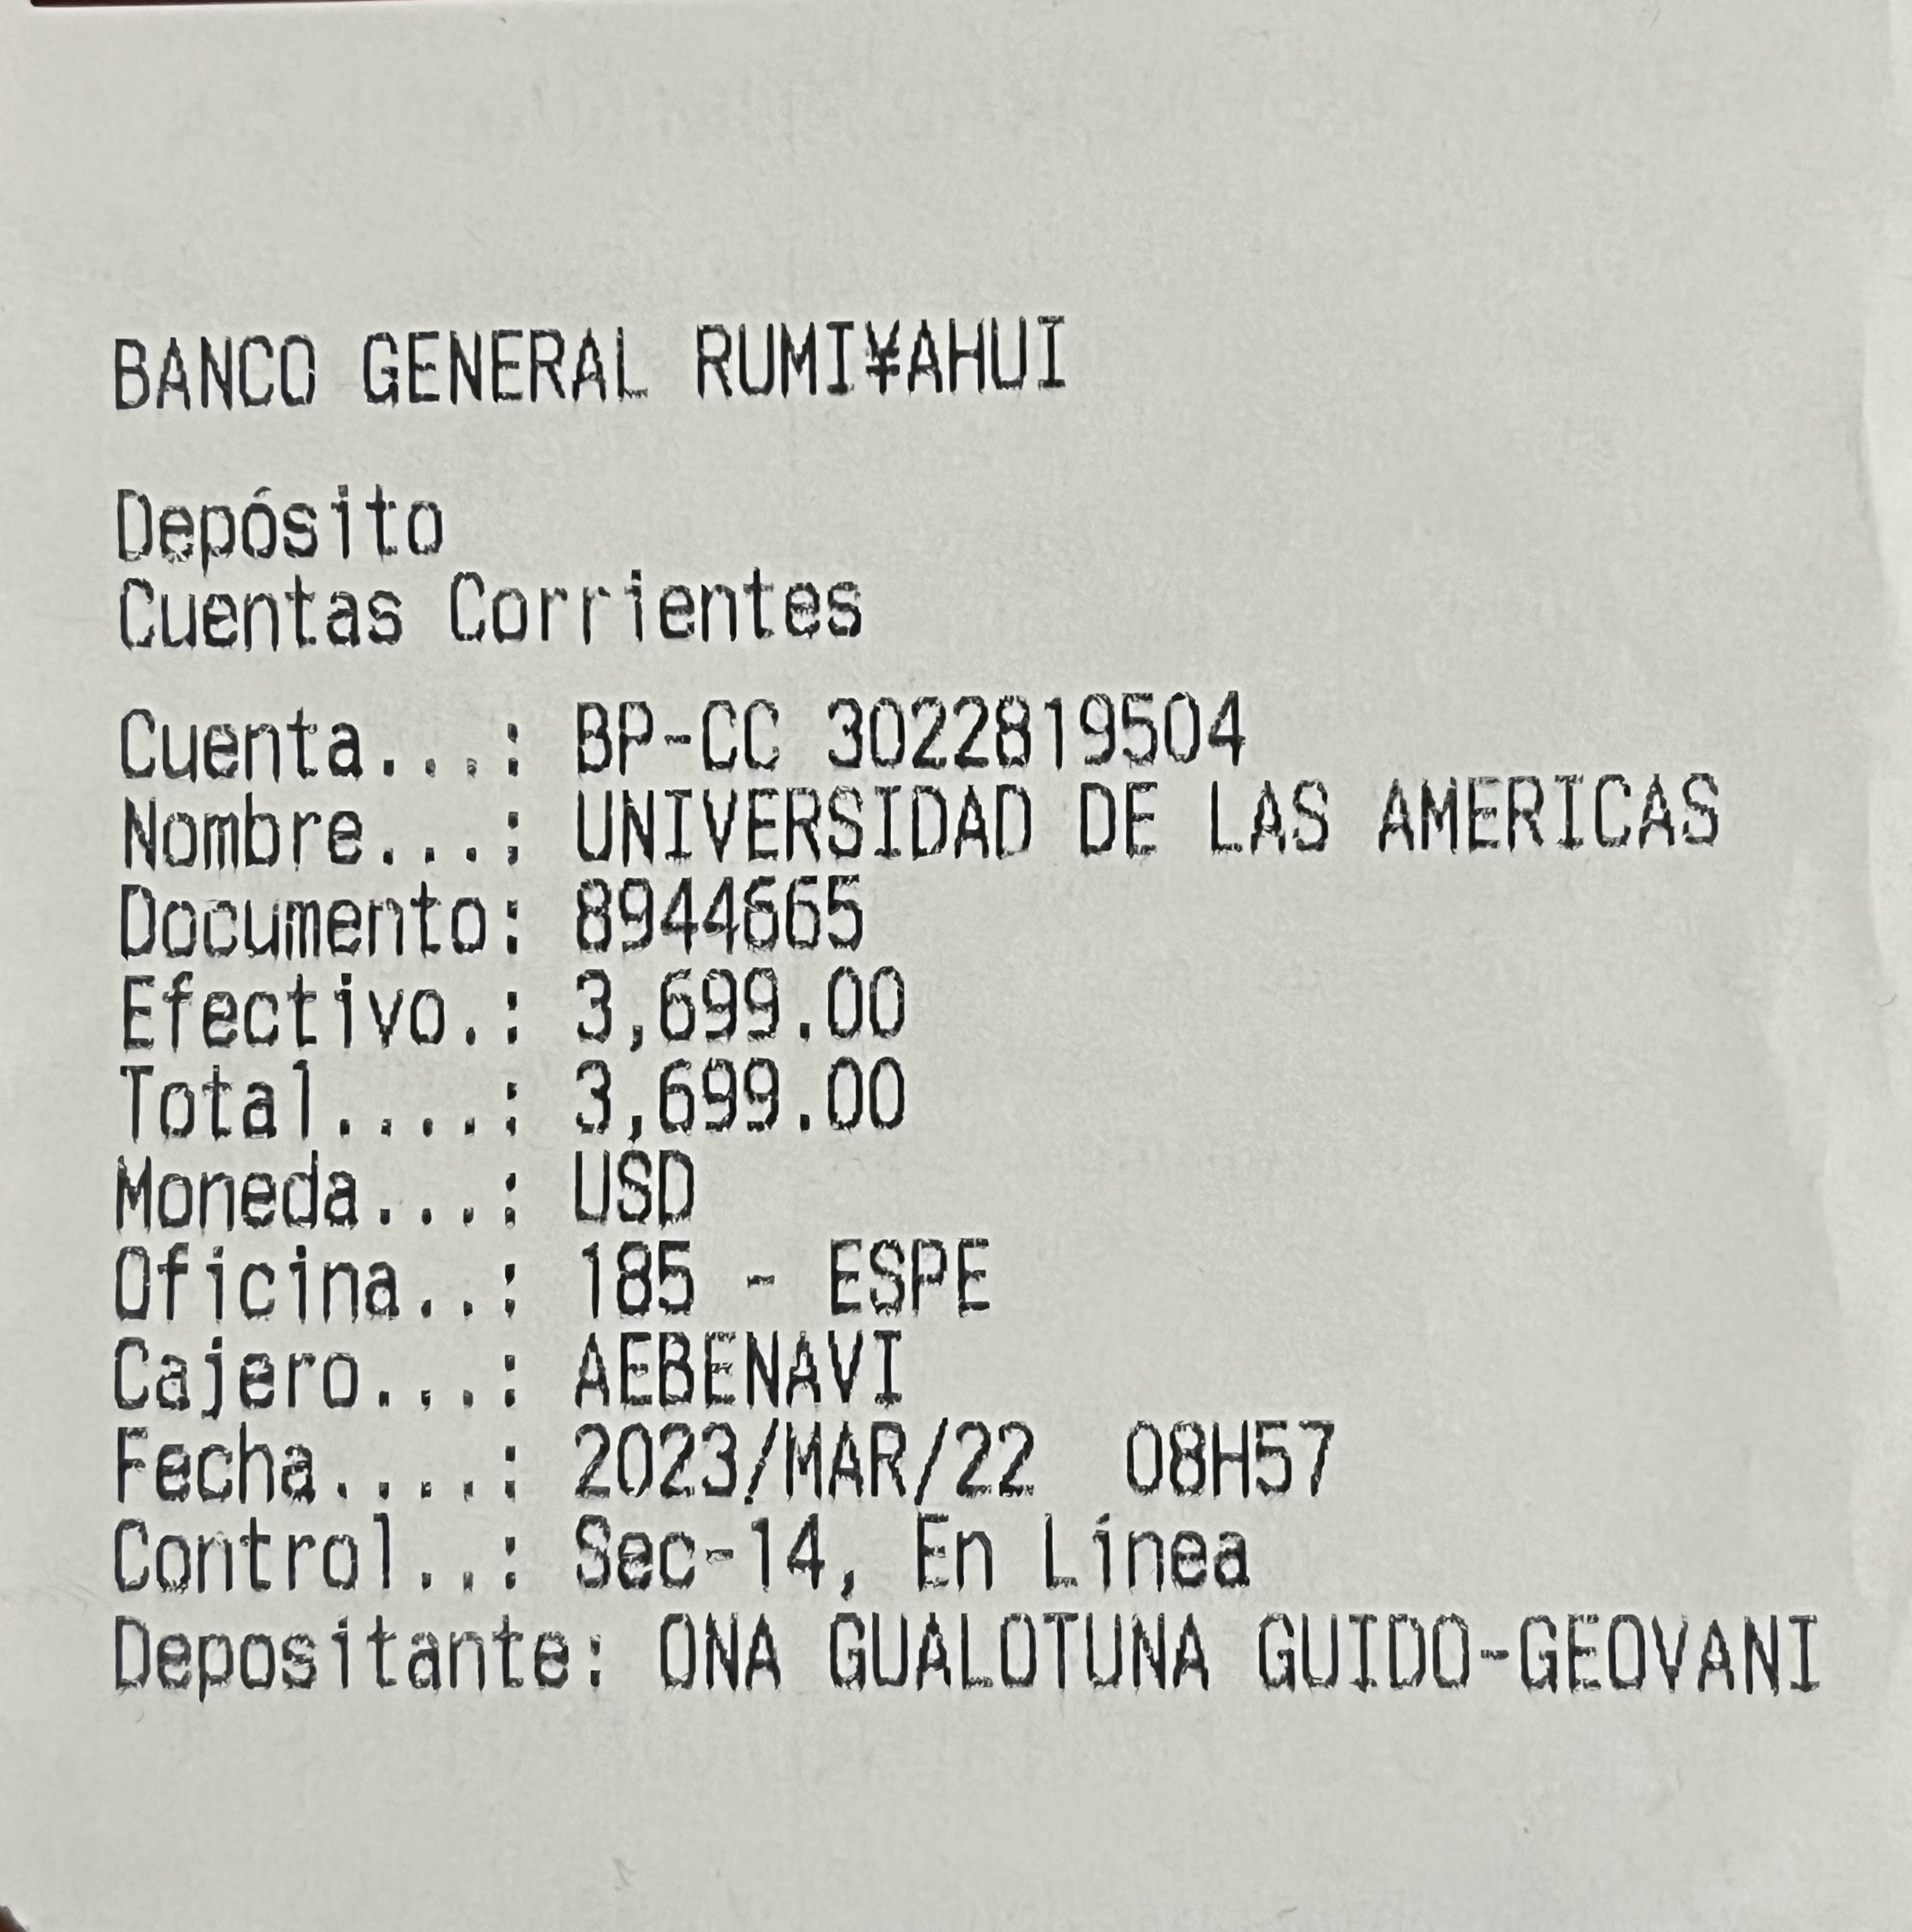 BANCO GENERAL RUMI¥AHUI
Depósito
Cuentas Corrientes
Cuenta...: BP-CC 3022819504
Nombre...: UNIVERSIDAD DE LAS AMERICAS
Documento: 8944665
Efectivo.: 3,699.00
Total....: 3,699.00
Moneda...: USD
Oficina..: 185 - ESPE
Cajero...: AEBENAVI
Fecha....: 2023/MAR/22  08H57
Control..: Sec-14, En Línea
Depositante: ONA GUALOTUNA GUIDO-GEOVANI